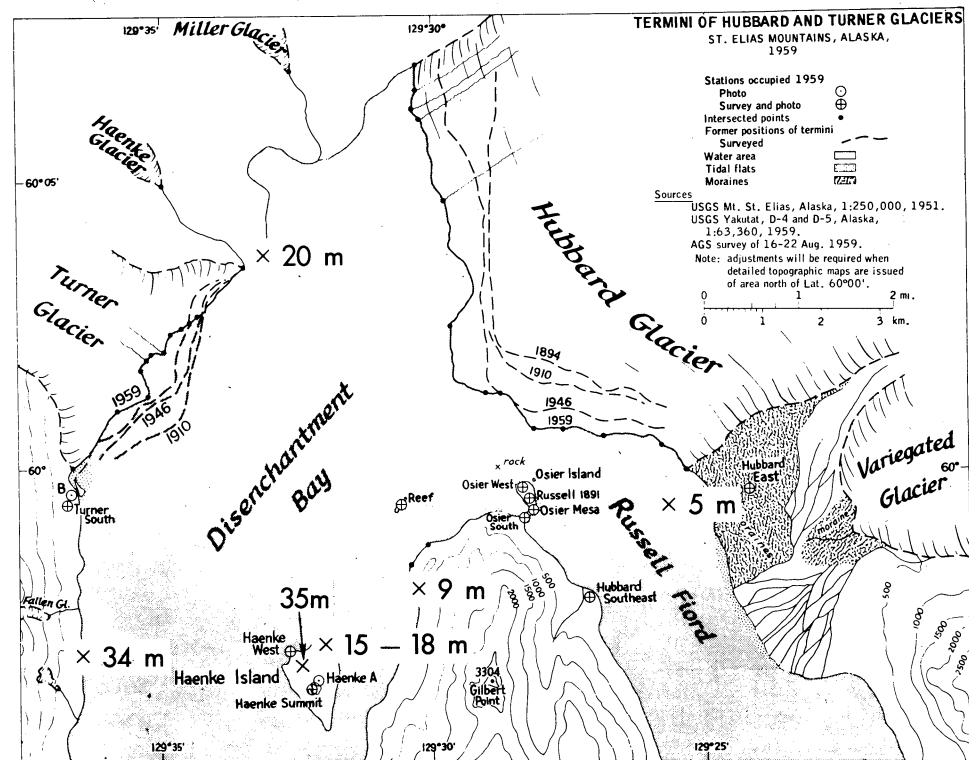 TERMINI OF HUBBARD AND TURNER GLACIERS
ST. ELIAS MOUNTAINS, ALASKA,
1959
Stations occupied 1959
Photo
Survey and photo
Intersected points
Former positions of termini
Surveyed
Water area
Tidal flats
Moraines
Sources
USGS Mt. St. Elias, Alaska, 1:250,000, 1951.
USGS Yakutat, D-4 and D-5, Alaska,
1:63,360, 1959.
AGS survey of 16-22 Aug. 1959.
Note: adjustments will be required when
detailed topographic maps are issued
of area north of Lat. 60°00'.
0 2 mi.
0 1 2 3
km.
129°35'
Miller Glacier
129°30'
Haenke
Glacier
60°05'
× 20 m
Turner
Glacier
Hubbard Glacier
1894
1910
1946
1959
1959
1946
1910
Disenchantment
Bay
60°
B
Turner
South
Reef
× rock
Osier Island
Osier West
Russell 1891
Osier Mesa
Osier
South
× 5 m
Hubbard
East
Variegated
Glacier
60°
moraine
Russell
Fiord
× 9 m
500
1000
1500
2000
Hubbard
Southeast
Fallen Gl.
× 34 m
35m
Haenke
West
× 15 — 18 m
Haenke Island
Haenke A
Haenke Summit
3304
Gilbert
Point
500
1000
1500
2000
2500
129°35'
129°30'
129°25'